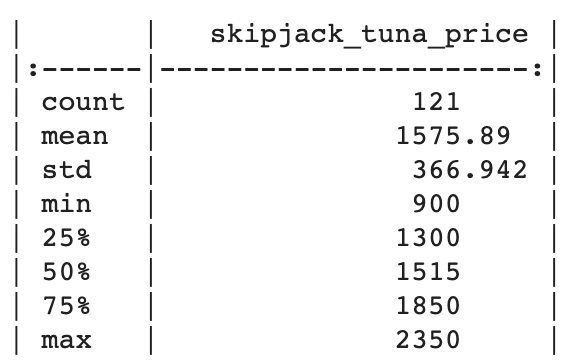 |       |   skipjack_tuna_price |
|:------|----------------------:|
| count |               121     |
| mean  |              1575.89  |
| std   |               366.942 |
| min   |               900     |
| 25%   |              1300     |
| 50%   |              1515     |
| 75%   |              1850     |
| max   |              2350     |